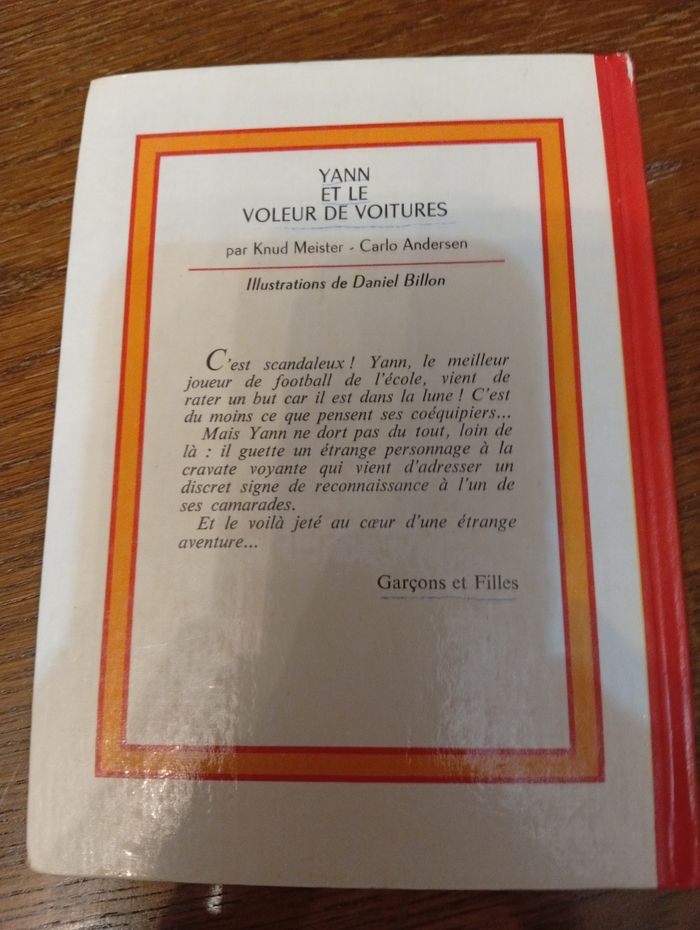 YANN
ET LE
VOLEUR DE VOITURES
par Knud Meister - Carlo Andersen
Illustrations de Daniel Billon
C'est scandaleux ! Yann, le meilleur
joueur de football de l'école, vient de
rater un but car il est dans la lune ! C'est
du moins ce que pensent ses coéquipiers...
Mais Yann ne dort pas du tout, loin de
là : il guette un étrange personnage à la
cravate voyante qui vient d'adresser un
discret signe de reconnaissance à l'un de
ses camarades.
Et le voilà jeté au cœur d'une étrange
aventure...
Garçons et Filles